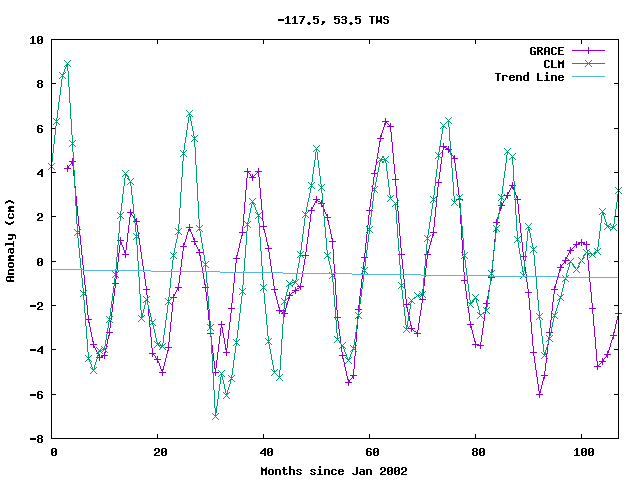 -117.5, 53.5 TWS
GRACE
CLM
Trend Line
10
8
6
4
2
0
-2
-4
-6
-8
Anomaly (cm)
0 20 40 60 80 100
Months since Jan 2002